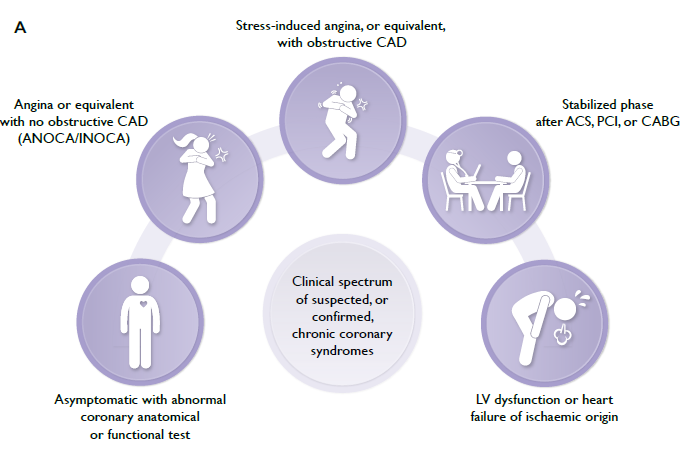 A
Stress-induced angina, or equivalent,
with obstructive CAD
Angina or equivalent
with no obstructive CAD
(ANOCA/INOCA)
Stabilized phase
after ACS, PCI, or CABG
Clinical spectrum
of suspected, or
confirmed,
chronic coronary
syndromes
Asymptomatic with abnormal
coronary anatomical
or functional test
LV dysfunction or heart
failure of ischaemic origin